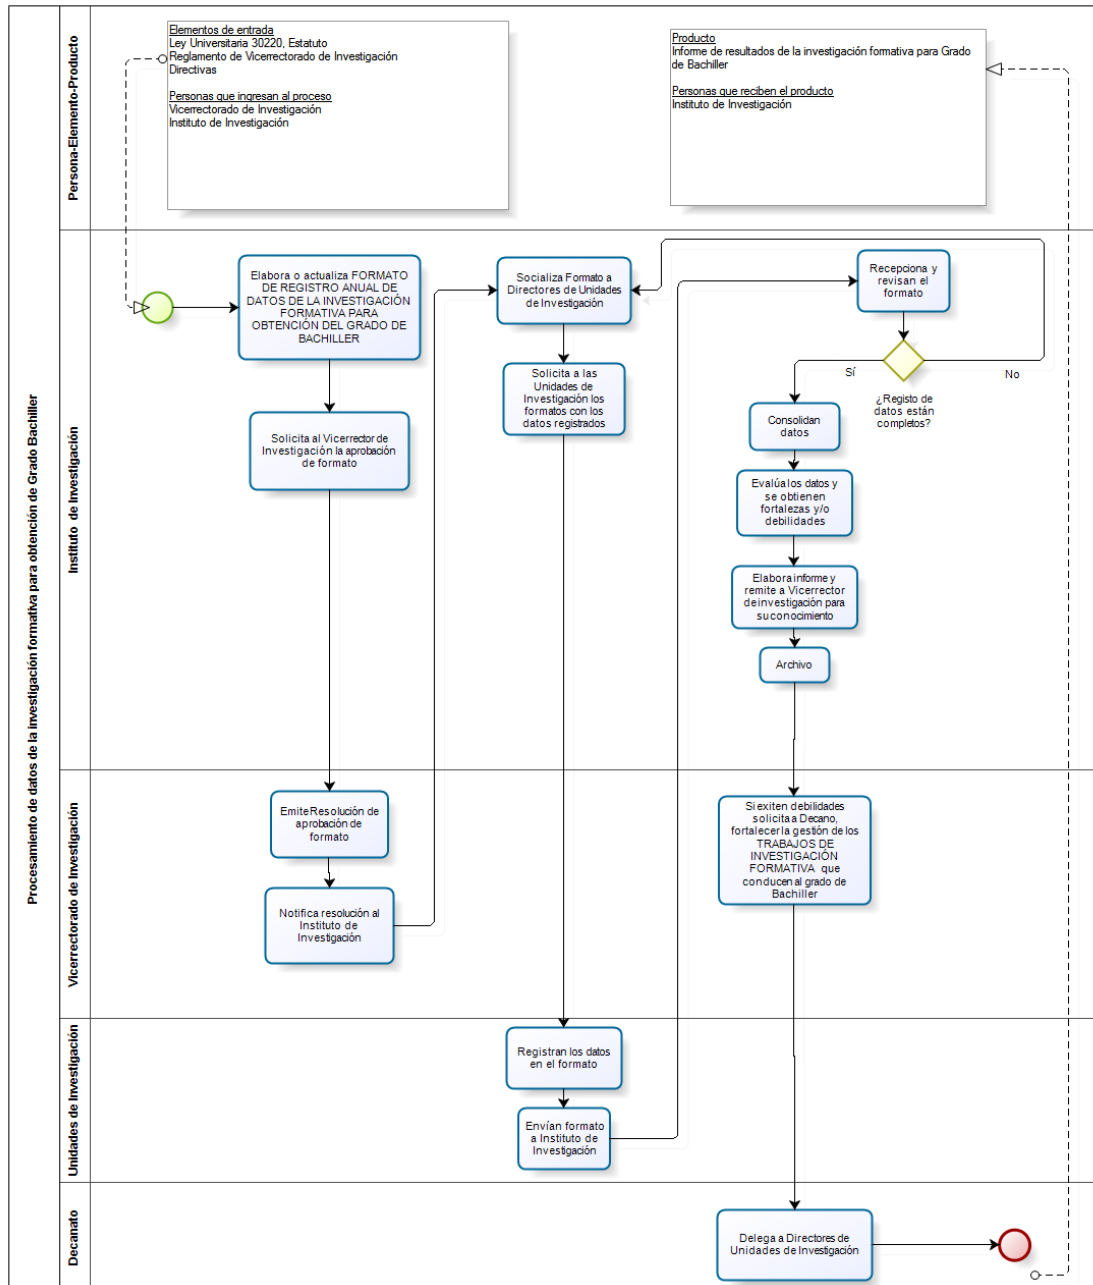 Procesamiento de datos de la investigación formativa para obtención de Grado Bachiller
Persona-Elemento-Producto
Elementos de entrada
Ley Universitaria 30220, Estatuto
Reglamento de Vicerrectorado de Investigación
Directivas
Personas que ingresan al proceso
Vicerrectorado de Investigación
Instituto de Investigación
Producto
Informe de resultados de la investigación formativa para Grado
de Bachiller
Personas que reciben el producto
Instituto de Investigación
Instituto de Investigación
Elabora o actualiza FORMATO
DE REGISTRO ANUAL DE
DATOS DE LA INVESTIGACIÓN
FORMATIVA PARA
OBTENCIÓN DEL GRADO DE
BACHILLER
Solicita al Vicerrector de
Investigación la aprobación
de formato
Socializa Formato a
Directores de Unidades
de Investigación
Solicita a las
Unidades de
Investigación los
formatos con los
datos registrados
Recepciona y
revisan el
formato
Sí
No
¿Registo de
datos están
completos?
Consolidan
datos
Evalúa los datos y
se obtienen
fortalezas y/o
debilidades
Elabora informe y
remite a Vicerrector
de investigación para
su conocimiento
Archivo
Vicerrectorado de Investigación
Emite Resolución de
aprobación de
formato
Notifica resolución al
Instituto de
Investigación
Si exiten debilidades
solicita a Decano,
fortalecer la gestión de los
TRABAJOS DE
INVESTIGACIÓN
FORMATIVA que
conducen al grado de
Bachiller
Unidades de Investigación
Registran los datos
en el formato
Envían formato
a Instituto de
Investigación
Decanato
Delega a Directores de
Unidades de Investigación